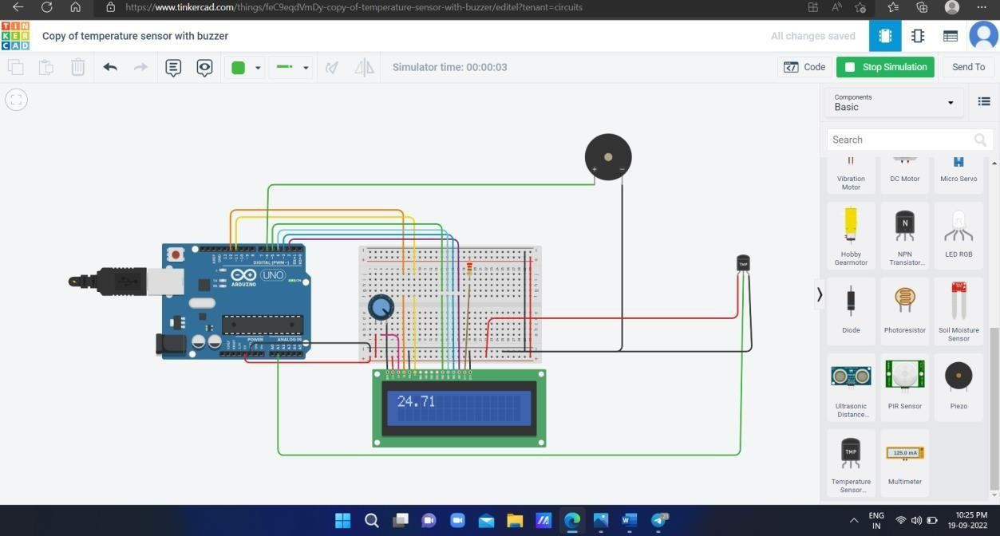 https://www.tinkercad.com/things/feC9eqdVmDy-copy-of-temperature-sensor-with-buzzer/editel?tenant=circuits
TIN
KER
CAD
Copy of temperature sensor with buzzer
All changes saved
Simulator time: 00:00:03
Code
Stop Simulation
Send To
Components
Basic
Search
Vibration
Motor
DC Motor
Micro Servo
Hobby
Gearmotor
N
NPN
Transistor...
LED RGB
Diode
Photoresistor
Soil Moisture
Sensor
Ultrasonic
Distance...
PIR Sensor
Piezo
TMP
Temperature
Sensor...
125.0 mA
Multimeter
DIGITAL (PWM ~)
UNO
ARDUINO
POWER
ANALOG IN
TMP
24.71
ENG
IN
10:25 PM
19-09-2022